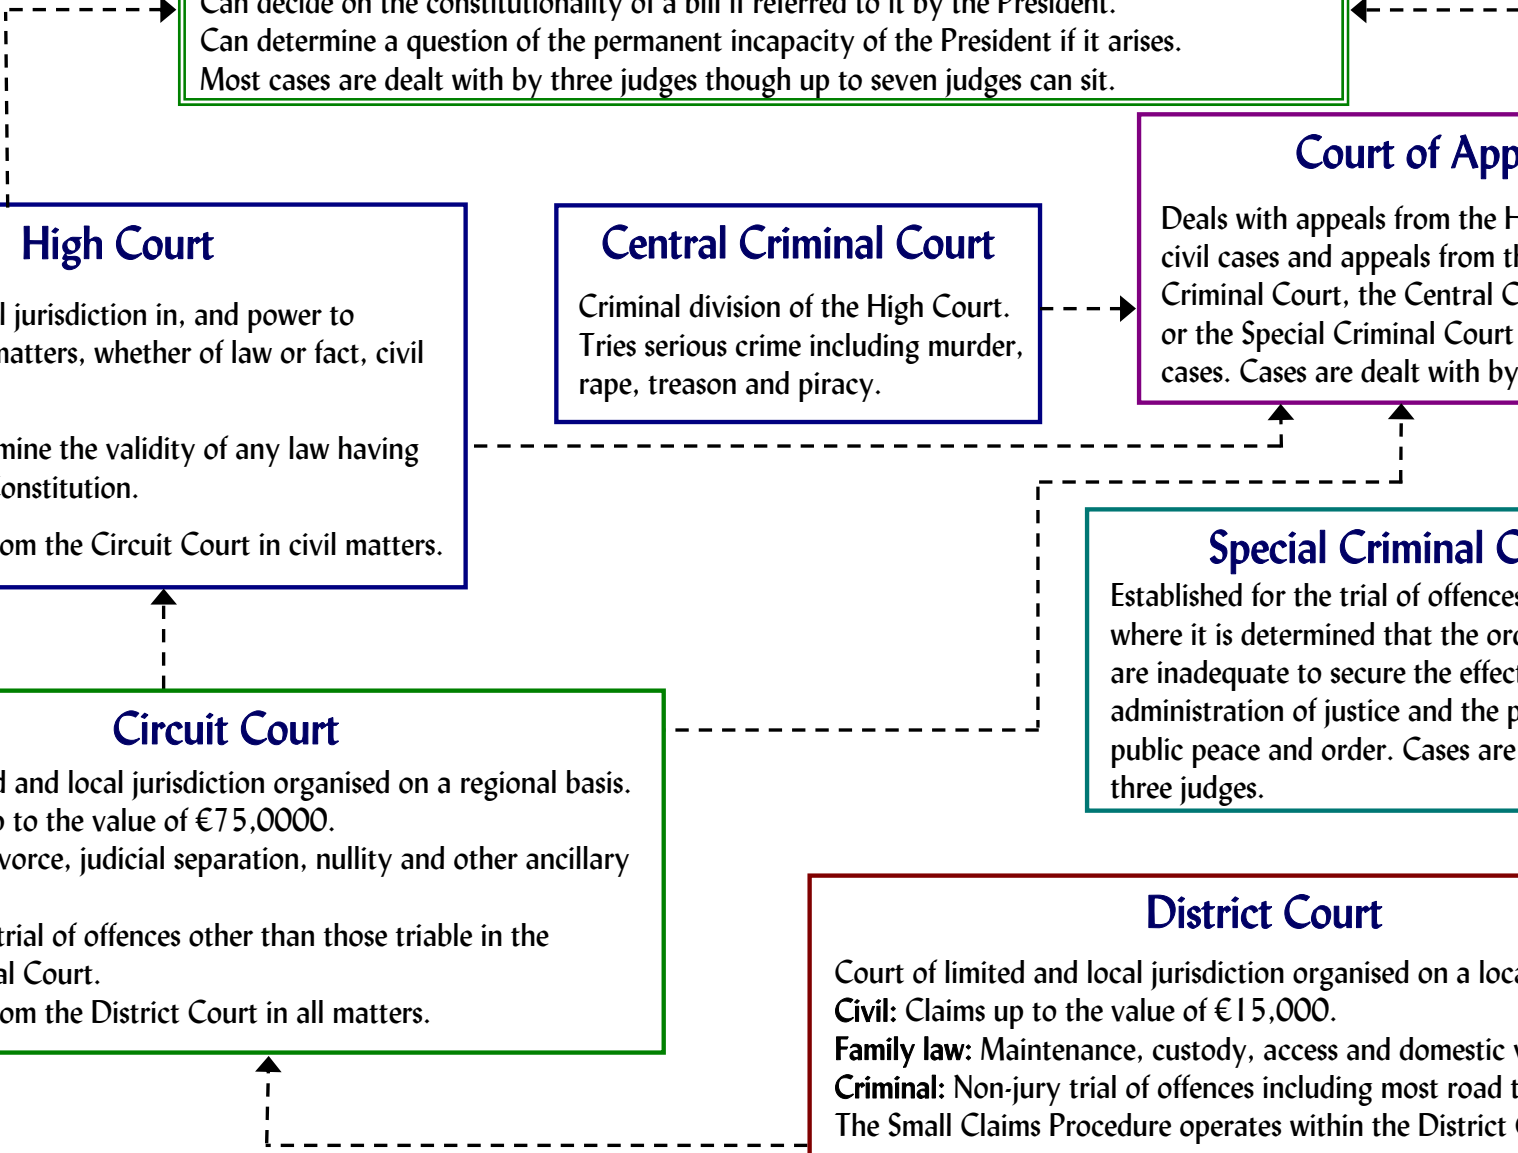 Can decide on the constitutionality of a bill if referred to it by the President.
Can determine a question of the permanent incapacity of the President if it arises.
Most cases are dealt with by three judges though up to seven judges can sit.
Court of App
Deals with appeals from the H
civil cases and appeals from th
Criminal Court, the Central C
or the Special Criminal Court
cases. Cases are dealt with by
High Court
l jurisdiction in, and power to
matters, whether of law or fact, civil
mine the validity of any law having
onstitution.
om the Circuit Court in civil matters.
Central Criminal Court
Criminal division of the High Court.
Tries serious crime including murder,
rape, treason and piracy.
Special Criminal C
Established for the trial of offences
where it is determined that the ord
are inadequate to secure the effect
administration of justice and the p
public peace and order. Cases are
three judges.
Circuit Court
d and local jurisdiction organised on a regional basis.
p to the value of €75,0000.
vorce, judicial separation, nullity and other ancillary
trial of offences other than those triable in the
al Court.
om the District Court in all matters.
District Court
Court of limited and local jurisdiction organised on a loca
Civil: Claims up to the value of €15,000.
Family law: Maintenance, custody, access and domestic v
Criminal: Non-jury trial of offences including most road t
The Small Claims Procedure operates within the District C